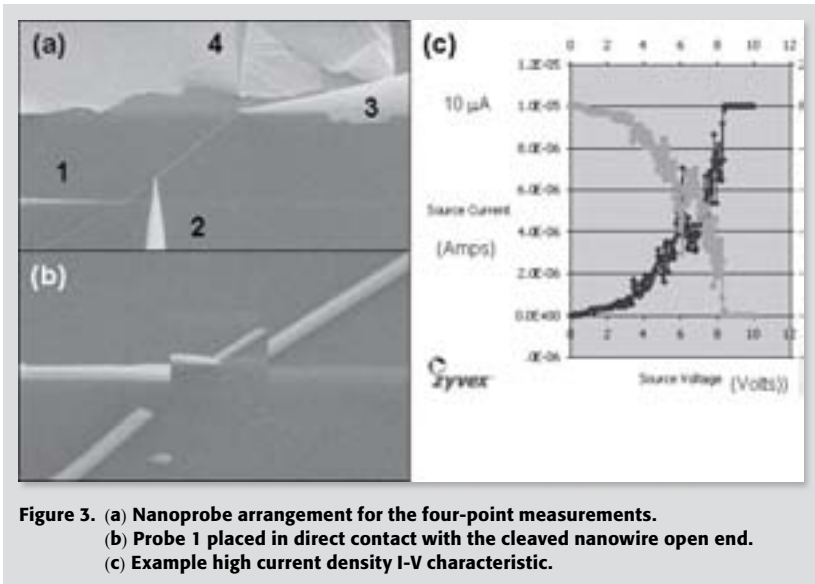 (a)
4
3
1
2
(b)
(c)
0 2 4 6 8 10 12
1.2E-05
10 µA
1.0E-05
8.0E-06
6.0E-06
Source Current
4.0E-06
(Amps)
2.0E-06
0.0E+00
0 2 4 6 8 10 12
zyvex
Source Voltage (Volts))
Figure 3. (a) Nanoprobe arrangement for the four-point measurements.
(b) Probe 1 placed in direct contact with the cleaved nanowire open end.
(c) Example high current density I-V characteristic.